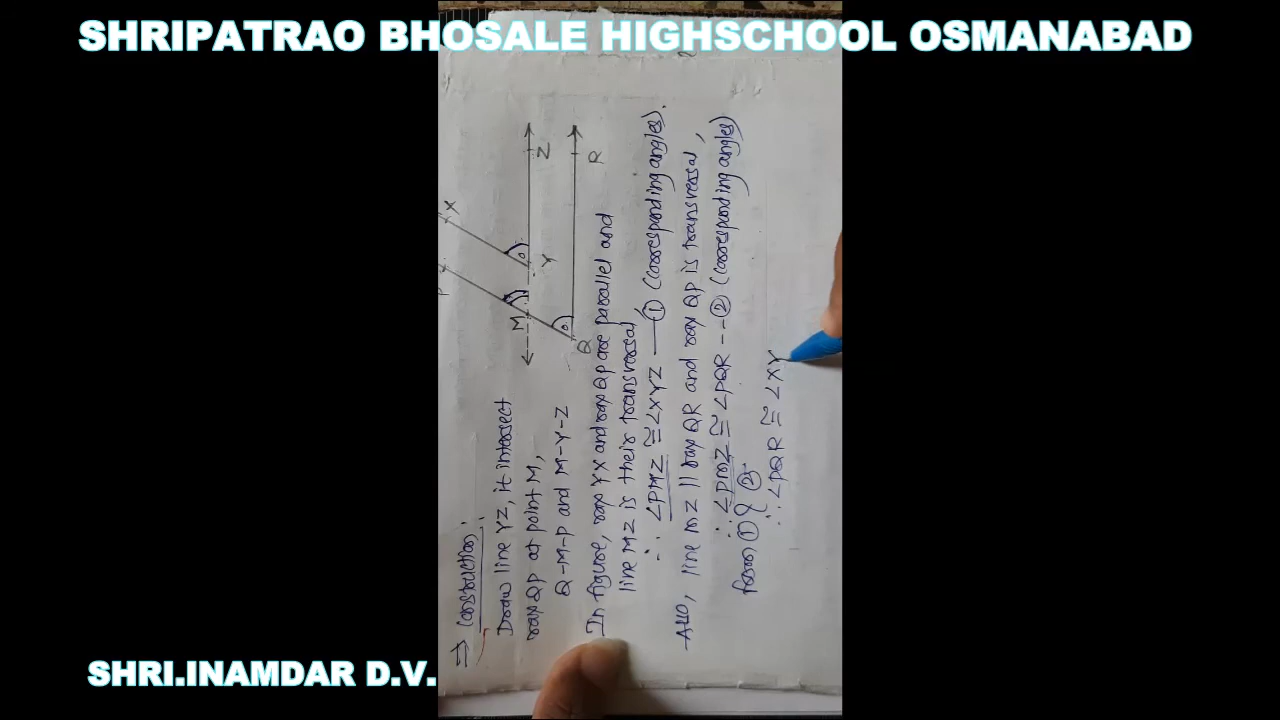 SHRIPATRAO BHOSALE HIGHSCHOOL OSMANABAD
⇒ Construction:
Draw line YZ, it intersect
ray QP at point M,
Q-M-P and M-Y-Z
P
X
M
Y
Z
Q
R
In figure, ray YX and ray QP are parallel and
line MZ is their transversal,
∴ ∠PMZ ≅ ∠XYZ — ① (corresponding angles).
Also, line MZ || ray QR and ray QP is transversal,
∴ ∠PMZ ≅ ∠PQR -- ② (corresponding angles)
from ① & ②
∴ ∠PQR ≅ ∠XY
SHRI.INAMDAR D.V.